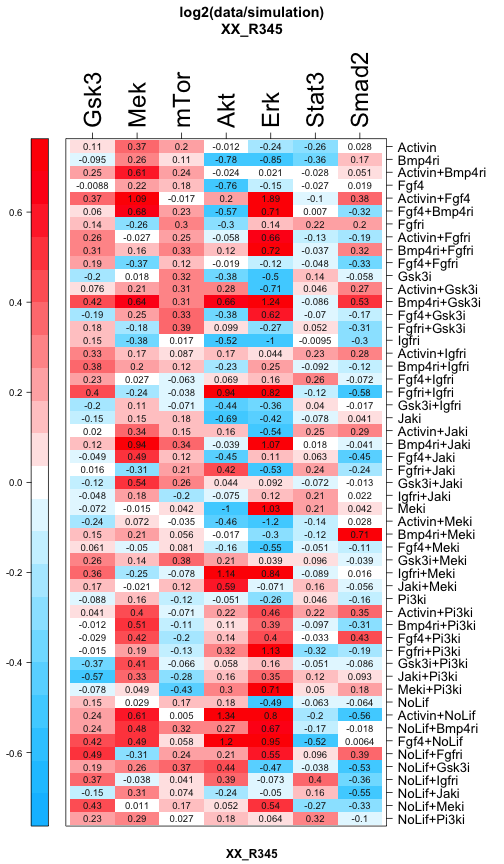 log2(data/simulation)
XX_R345
Gsk3 Mek mTor Akt Erk Stat3 Smad2
0.11 0.37 0.2 -0.012 -0.24 -0.26 0.028 Activin
-0.095 0.26 0.11 -0.78 -0.85 -0.36 0.17 Bmp4ri
0.25 0.61 0.24 -0.024 0.021 -0.028 0.051 Activin+Bmp4ri
-0.0088 0.22 0.18 -0.76 -0.15 -0.027 0.019 Fgf4
0.37 1.09 -0.017 0.2 1.89 -0.1 0.38 Activin+Fgf4
0.06 0.68 0.23 -0.57 0.71 0.007 -0.32 Fgf4+Bmp4ri
0.14 -0.26 0.3 -0.3 0.14 0.22 0.2 Fgfri
0.26 -0.027 0.25 -0.058 0.66 -0.13 -0.19 Activin+Fgfri
0.31 0.16 0.33 0.12 0.72 -0.037 0.32 Bmp4ri+Fgfri
0.19 -0.37 0.12 -0.019 -0.12 -0.048 -0.33 Fgf4+Fgfri
-0.2 0.018 0.32 -0.38 -0.5 0.14 -0.058 Gsk3i
0.076 0.21 0.31 0.28 -0.71 0.046 0.27 Activin+Gsk3i
0.42 0.64 0.31 0.56 1.24 -0.086 0.53 Bmp4ri+Gsk3i
-0.19 0.25 0.33 -0.38 0.62 -0.07 -0.17 Fgf4+Gsk3i
0.18 -0.18 0.39 0.099 -0.27 0.052 -0.31 Fgfri+Gsk3i
0.15 -0.38 0.017 -0.52 -1 -0.0095 -0.3 Igfri
0.33 0.17 0.087 0.17 0.044 0.23 0.28 Activin+Igfri
0.38 0.2 0.12 -0.23 0.25 -0.092 -0.12 Bmp4ri+Igfri
0.23 0.027 -0.063 0.069 0.16 0.26 -0.072 Fgf4+Igfri
0.4 -0.24 -0.038 0.94 0.82 -0.12 -0.58 Fgfri+Igfri
-0.2 0.11 -0.071 -0.44 -0.36 0.04 -0.017 Gsk3i+Igfri
-0.15 0.15 0.18 -0.69 -0.42 -0.078 0.041 Jaki
0.02 0.34 0.15 0.16 -0.54 0.25 0.29 Activin+Jaki
0.12 0.94 0.34 -0.039 1.07 0.018 -0.041 Bmp4ri+Jaki
-0.049 0.49 0.12 -0.45 0.11 0.063 -0.45 Fgf4+Jaki
0.016 -0.31 0.21 0.42 -0.53 0.24 -0.24 Fgfri+Jaki
-0.12 0.54 0.26 0.044 0.092 -0.072 -0.013 Gsk3i+Jaki
-0.048 0.18 -0.2 -0.075 0.12 0.21 0.022 Igfri+Jaki
-0.072 -0.015 0.042 -1 1.03 0.21 0.042 Meki
-0.24 0.072 -0.035 -0.46 -1.2 -0.14 0.028 Activin+Meki
0.15 0.21 0.056 -0.017 -0.3 -0.12 0.71 Bmp4ri+Meki
0.061 -0.05 0.081 -0.16 -0.55 -0.051 -0.11 Fgf4+Meki
0.26 0.14 0.38 0.21 0.039 0.096 -0.039 Gsk3i+Meki
0.36 -0.25 -0.078 1.14 0.84 -0.089 0.016 Igfri+Meki
0.17 -0.021 0.12 0.59 -0.071 0.16 -0.056 Jaki+Meki
-0.088 0.16 -0.12 -0.051 -0.26 0.046 -0.16 Pi3ki
0.041 0.4 -0.071 0.22 0.46 0.22 0.35 Activin+Pi3ki
-0.012 0.51 -0.11 0.11 0.39 -0.097 -0.31 Bmp4ri+Pi3ki
-0.029 0.42 -0.2 0.14 0.4 -0.033 0.43 Fgf4+Pi3ki
-0.015 0.19 -0.13 0.32 1.13 -0.32 -0.19 Fgfri+Pi3ki
-0.37 0.41 -0.066 0.058 0.16 -0.051 -0.086 Gsk3i+Pi3ki
-0.57 0.33 -0.28 0.16 0.35 0.12 0.093 Jaki+Pi3ki
-0.078 0.049 -0.43 0.3 0.71 0.05 0.18 Meki+Pi3ki
0.15 0.029 0.17 0.18 -0.49 -0.063 -0.064 NoLif
0.24 0.61 0.005 1.34 0.8 -0.2 -0.56 Activin+NoLif
0.24 0.48 0.32 0.27 0.67 -0.17 -0.018 NoLif+Bmp4ri
0.42 0.49 0.058 1.2 0.95 -0.52 0.0064 Fgf4+NoLif
0.49 -0.31 0.24 0.21 0.55 0.096 0.39 NoLif+Fgfri
0.19 0.26 0.37 0.44 -0.47 -0.038 -0.53 NoLif+Gsk3i
0.37 -0.038 0.041 0.39 -0.073 0.4 -0.36 NoLif+Igfri
-0.15 0.31 0.074 -0.24 -0.05 0.16 -0.55 NoLif+Jaki
0.43 0.011 0.17 0.052 0.54 -0.27 -0.33 NoLif+Meki
0.23 0.29 0.027 0.18 0.064 0.32 -0.1 NoLif+Pi3ki
0.6
0.4
0.2
0.0
-0.2
-0.4
-0.6
XX_R345